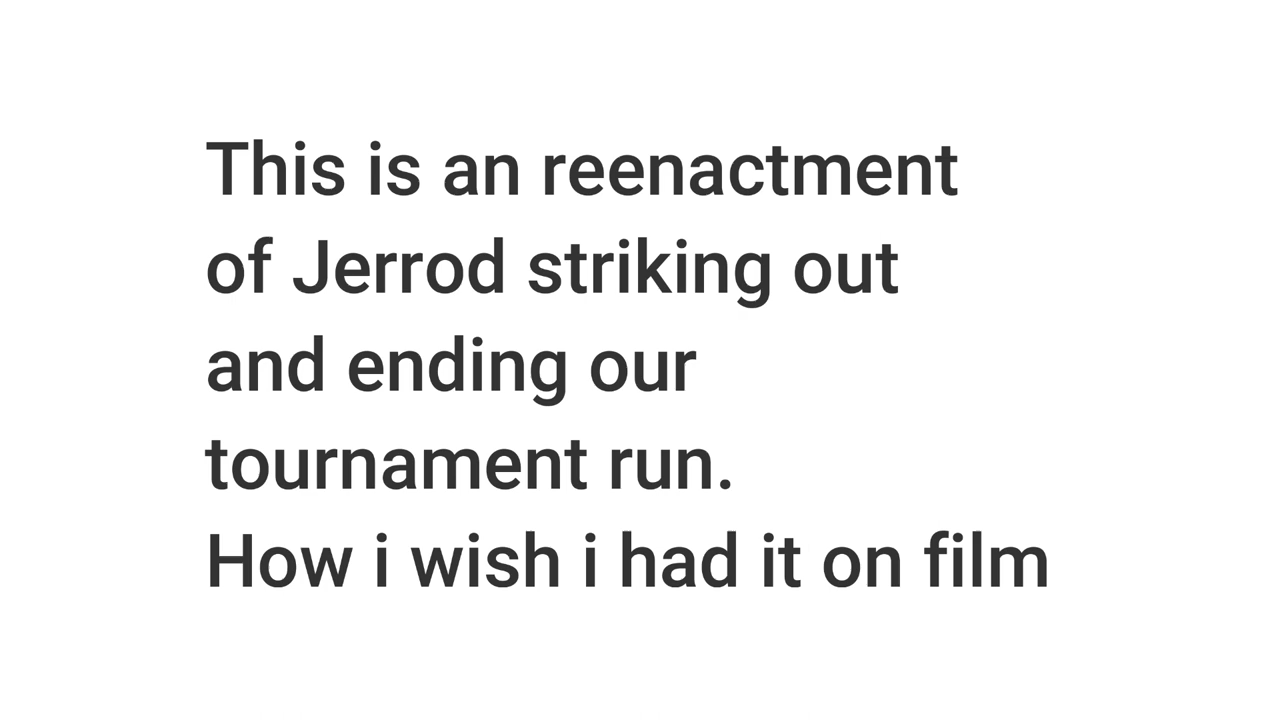 This is an reenactment
of Jerrod striking out
and ending our
tournament run.
How i wish i had it on film